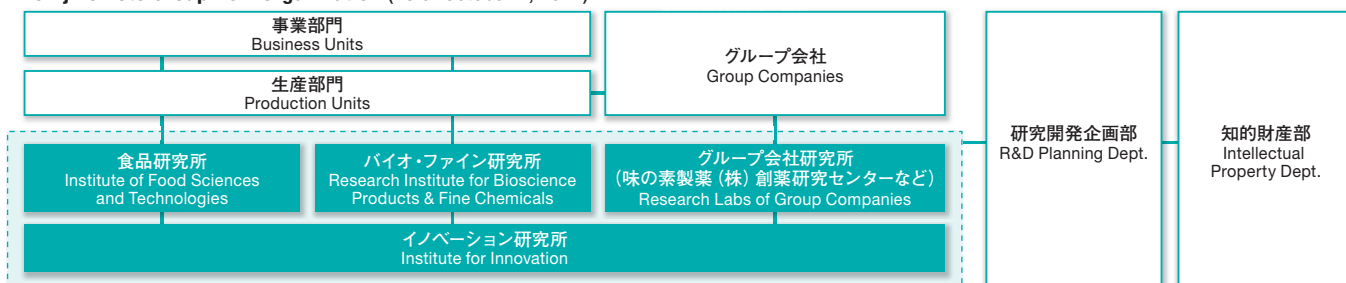 事業部門
Business Units
生産部門
Production Units
グループ会社
Group Companies
食品研究所
Institute of Food Sciences
and Technologies
バイオ・ファイン研究所
Research Institute for Bioscience
Products & Fine Chemicals
グループ会社研究所
（味の素製薬（株）創薬研究センターなど）
Research Labs of Group Companies
イノベーション研究所
Institute for Innovation
研究開発企画部
R&D Planning Dept.
知的財産部
Intellectual
Property Dept.